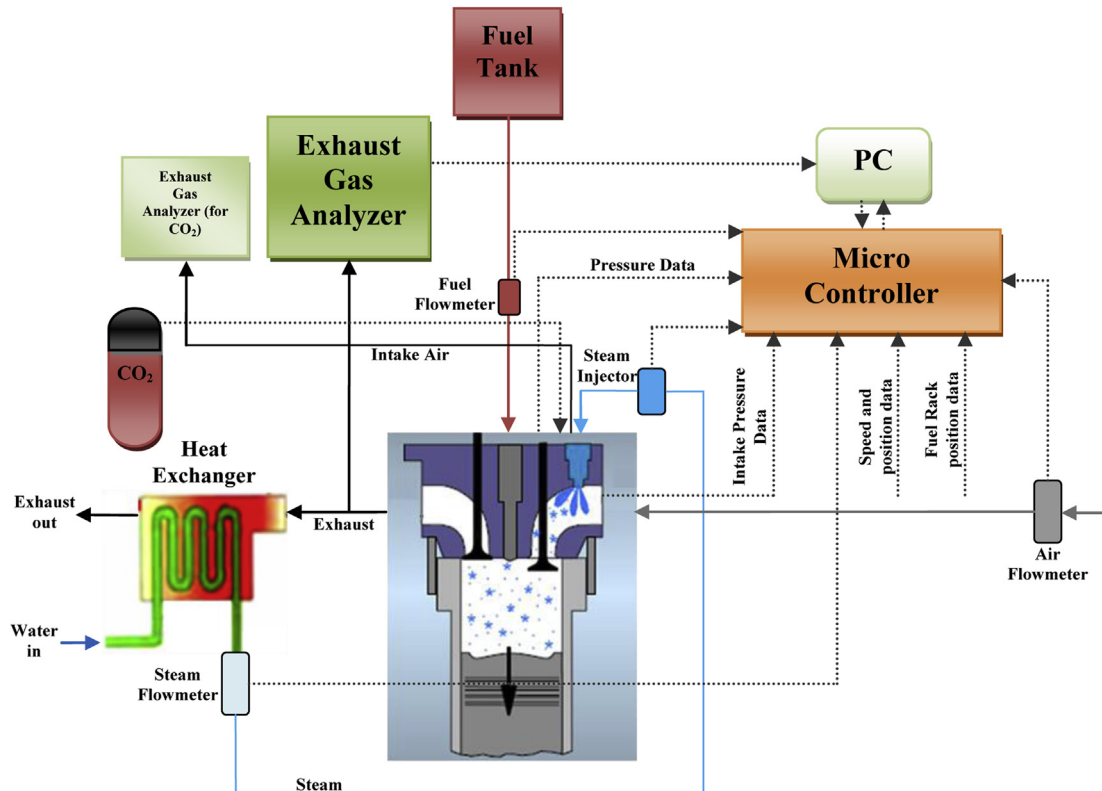 Fuel
Tank
Exhaust
Gas
Analyzer
PC
Exhaust
Gas
Analyzer (for
CO₂)
Micro
Controller
Pressure Data
Fuel
Flowmeter
CO₂
Intake Air
Steam
Injector
Intake Pressure
Data
Speed and
position data
Fuel Rack
position data
Heat
Exchanger
Exhaust
out
Exhaust
Air
Flowmeter
Water
in
Steam
Flowmeter
Steam